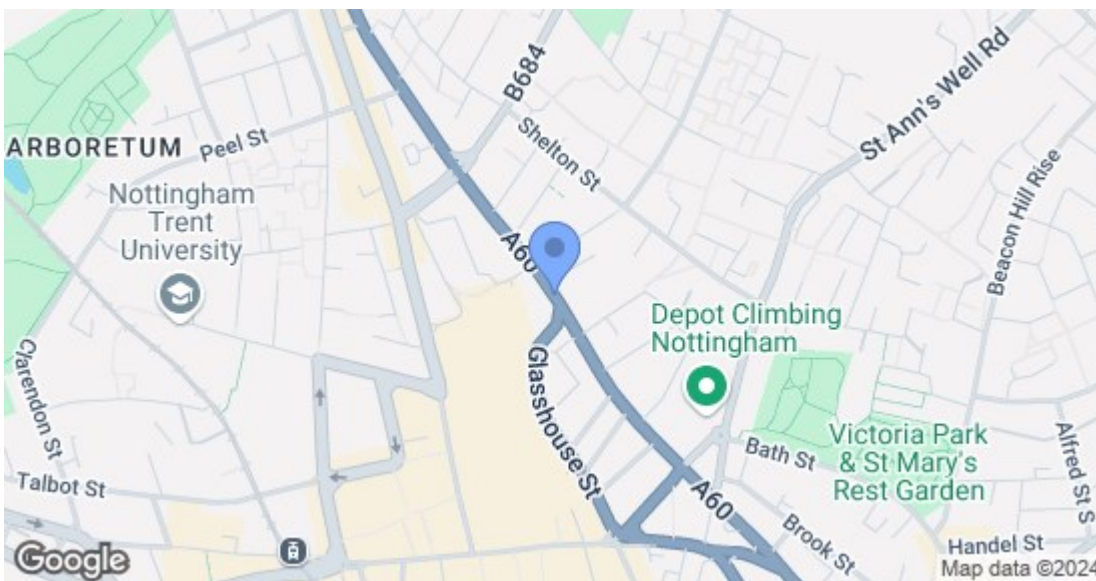 B684
St Ann's Well Rd
ARBORETUM
Peel St
Shelton St
Beacon Hill Rise
Nottingham
Trent
University
A60
Depot Climbing
Nottingham
Clarendon St
Glasshouse St
Victoria Park
& St Mary's
Rest Garden
Bath St
Alfred St S
Talbot St
A60
Brook St
Handel St
Google
Map data ©2024